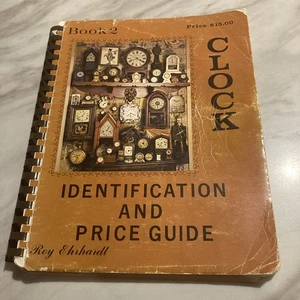 Book 2
Price $15.00
CLOCK
IDENTIFICATION
AND
PRICE GUIDE
Roy Ehrhardt